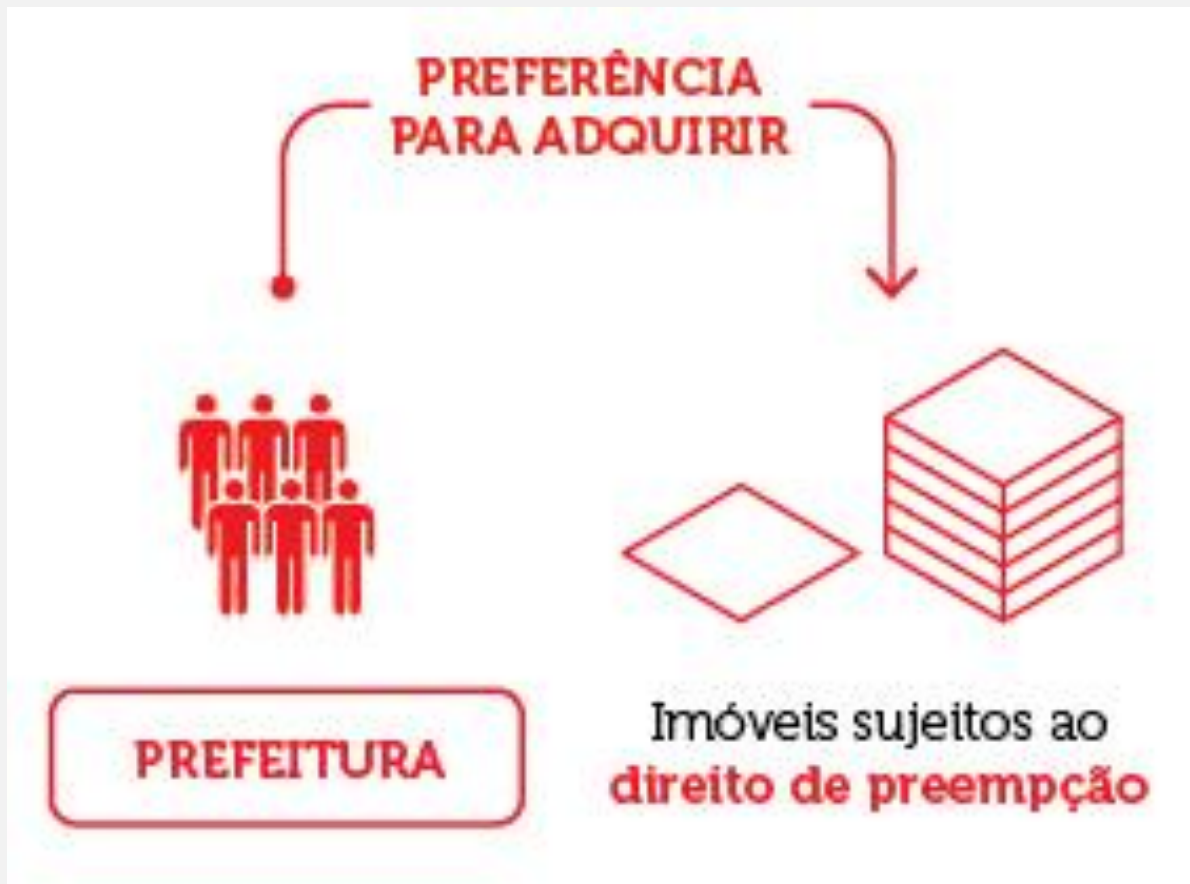 PREFERÊNCIA
PARA ADQUIRIR
PREFEITURA
Imóveis sujeitos ao
direito de preempção